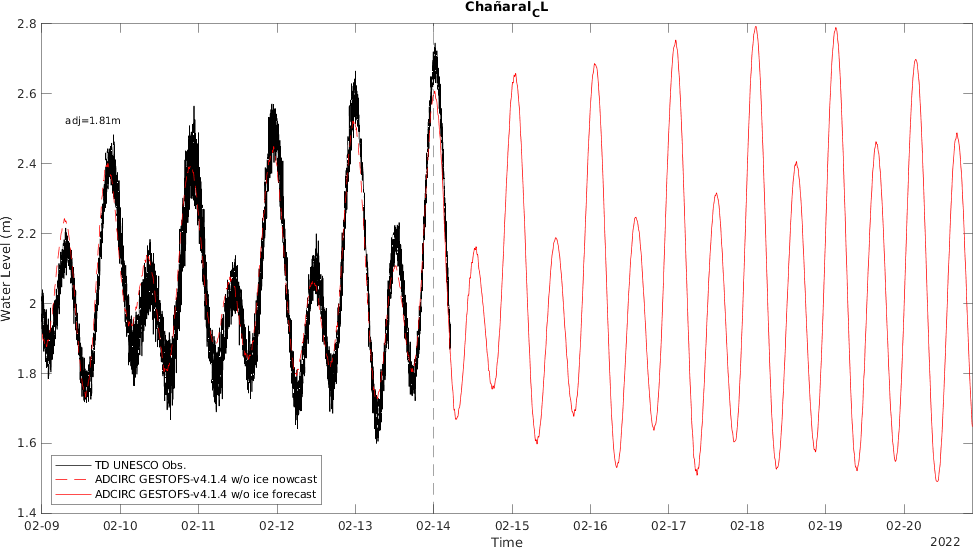 Chañaral_CL
2.8
2.6
2.4
2.2
2
1.8
1.6
1.4
Water Level (m)
adj=1.81m
TD UNESCO Obs.
ADCIRC GESTOFS-v4.1.4 w/o ice nowcast
ADCIRC GESTOFS-v4.1.4 w/o ice forecast
02-09 02-10 02-11 02-12 02-13 02-14 02-15 02-16 02-17 02-18 02-19 02-20
Time
2022